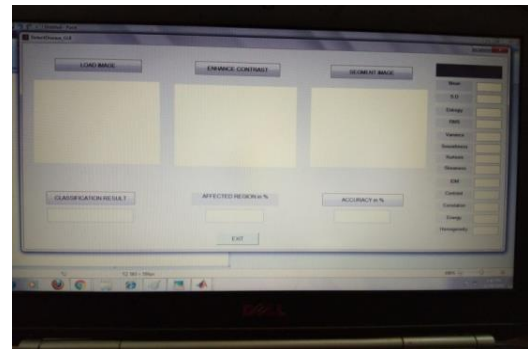 DetectDisease_GUI
LOAD IMAGE
ENHANCE CONTRAST
SEGMENT IMAGE
Mean
S.D
Entropy
RMS
Variance
Smoothness
Kurtosis
Skewness
IDM
Contrast
Correlation
Energy
Homogeneity
CLASSIFICATION RESULT
AFFECTED REGION in %
ACCURACY in %
EXIT
DELL